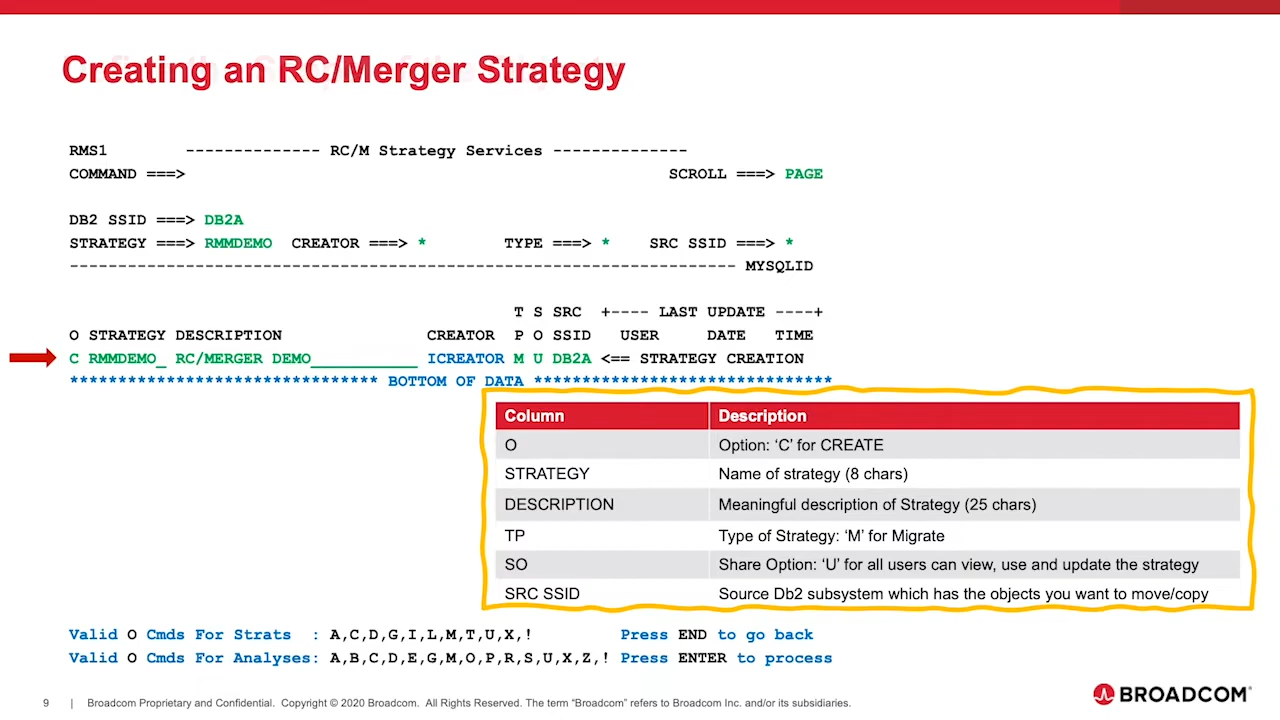 Creating an RC/Merger Strategy
RMS1 -------------- RC/M Strategy Services --------------
COMMAND ===> SCROLL ===> PAGE
DB2 SSID ===> DB2A
STRATEGY ===> RMMDEMO CREATOR ===> * TYPE ===> * SRC SSID ===> *
--------------------------------------------------------------------- MYSQLID
T S SRC +---- LAST UPDATE ----+
O STRATEGY DESCRIPTION CREATOR P O SSID USER DATE TIME
C RMMDEMO_ RC/MERGER DEMO___________ ICREATOR M U DB2A <== STRATEGY CREATION
******************************** BOTTOM OF DATA *******************************
Column Description
O Option: ‘C’ for CREATE
STRATEGY Name of strategy (8 chars)
DESCRIPTION Meaningful description of Strategy (25 chars)
TP Type of Strategy: ‘M’ for Migrate
SO Share Option: ‘U’ for all users can view, use and update the strategy
SRC SSID Source Db2 subsystem which has the objects you want to move/copy
Valid O Cmds For Strats : A,C,D,G,I,L,M,T,U,X,! Press END to go back
Valid O Cmds For Analyses: A,B,C,D,E,G,M,O,P,R,S,U,X,Z,! Press ENTER to process
9 | Broadcom Proprietary and Confidential. Copyright © 2020 Broadcom. All Rights Reserved. The term “Broadcom” refers to Broadcom Inc. and/or its subsidiaries.
BROADCOM®